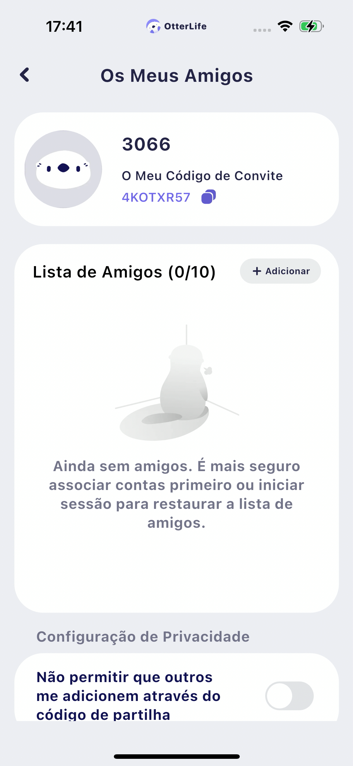 17:41
OtterLife
Os Meus Amigos
3066
O Meu Código de Convite
4KOTXR57
Lista de Amigos (0/10)
+ Adicionar
Ainda sem amigos. É mais seguro
associar contas primeiro ou iniciar
sessão para restaurar a lista de
amigos.
Configuração de Privacidade
Não permitir que outros
me adicionem através do
código de partilha